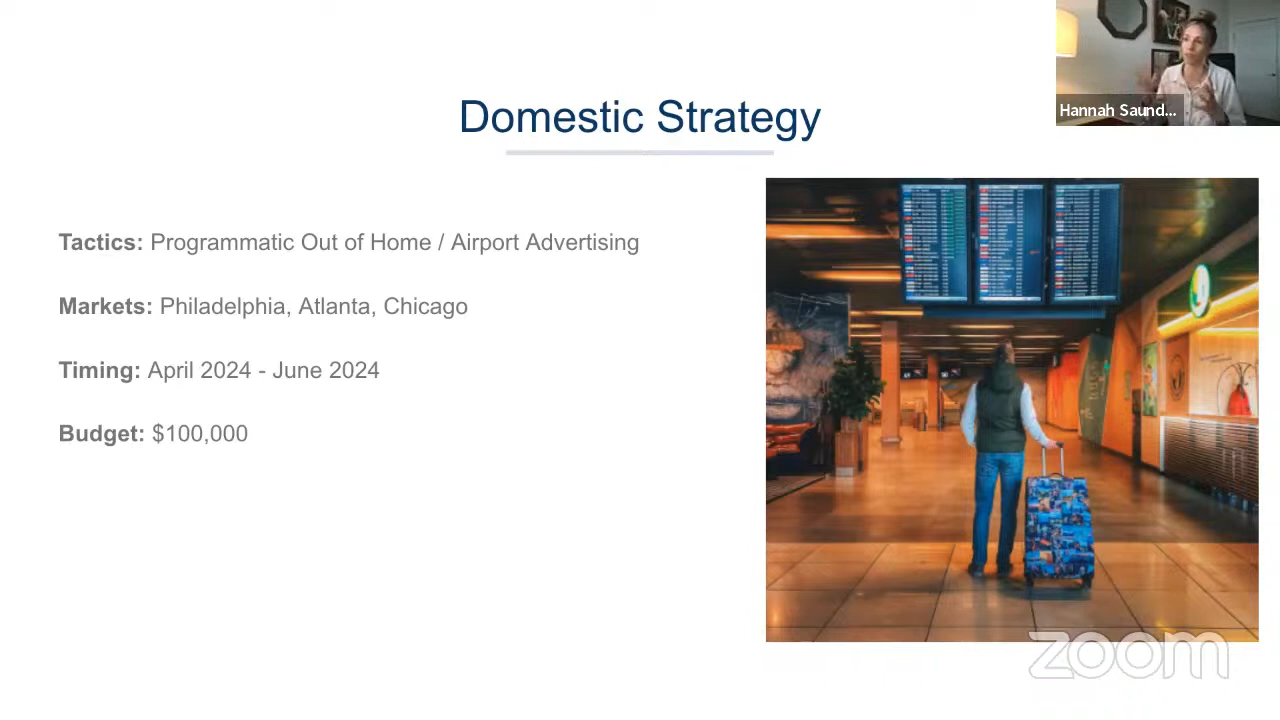 Hannah Saund...
Domestic Strategy
Tactics: Programmatic Out of Home / Airport Advertising
Markets: Philadelphia, Atlanta, Chicago
Timing: April 2024 - June 2024
Budget: $100,000
zoom